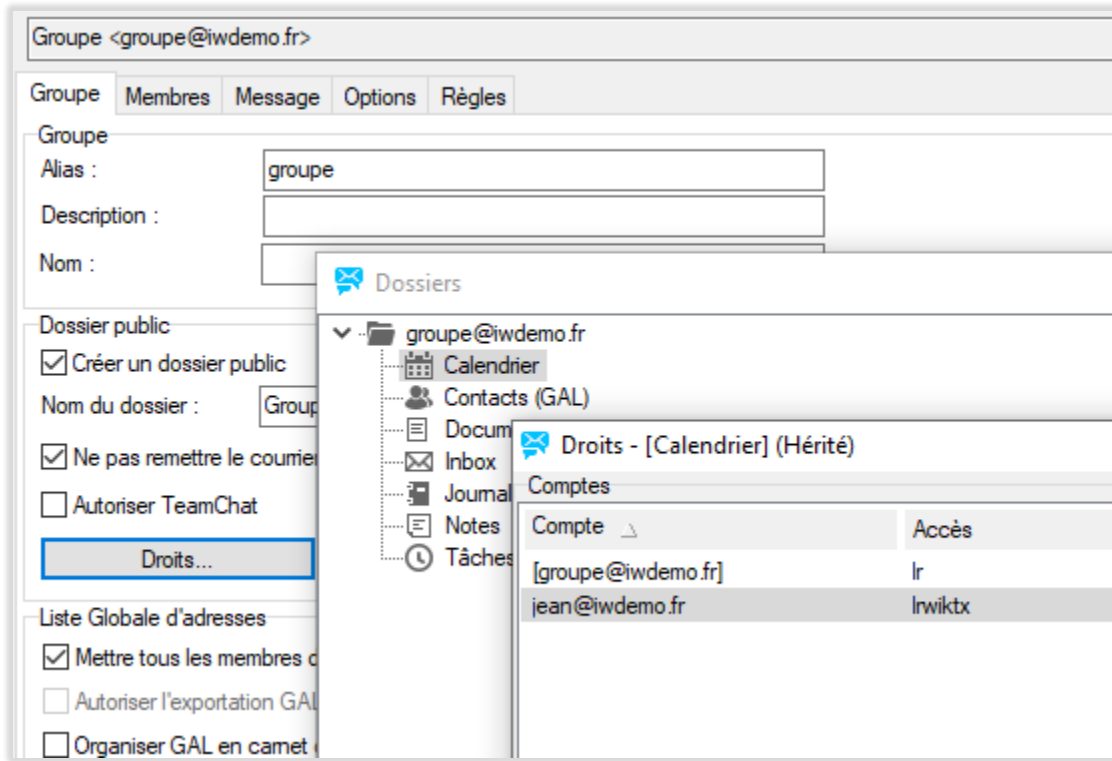 Groupe <groupe@iwdemo.fr>
Groupe Membres Message Options Règles
Groupe
Alias : groupe
Description :
Nom :
Dossiers
groupe@iwdemo.fr
Calendrier
Contacts (GAL)
Docum
Inbox
Journal
Notes
Tâches
Dossier public
Créer un dossier public
Nom du dossier : Group
Ne pas remettre le courrier
Autoriser TeamChat
Droits...
Droits - [Calendrier] (Hérité)
Comptes
Compte Accès
[groupe@iwdemo.fr] lr
jean@iwdemo.fr lrwiktx
Liste Globale d'adresses
Mettre tous les membres d
Autoriser l'exportation GAL
Organiser GAL en carnet